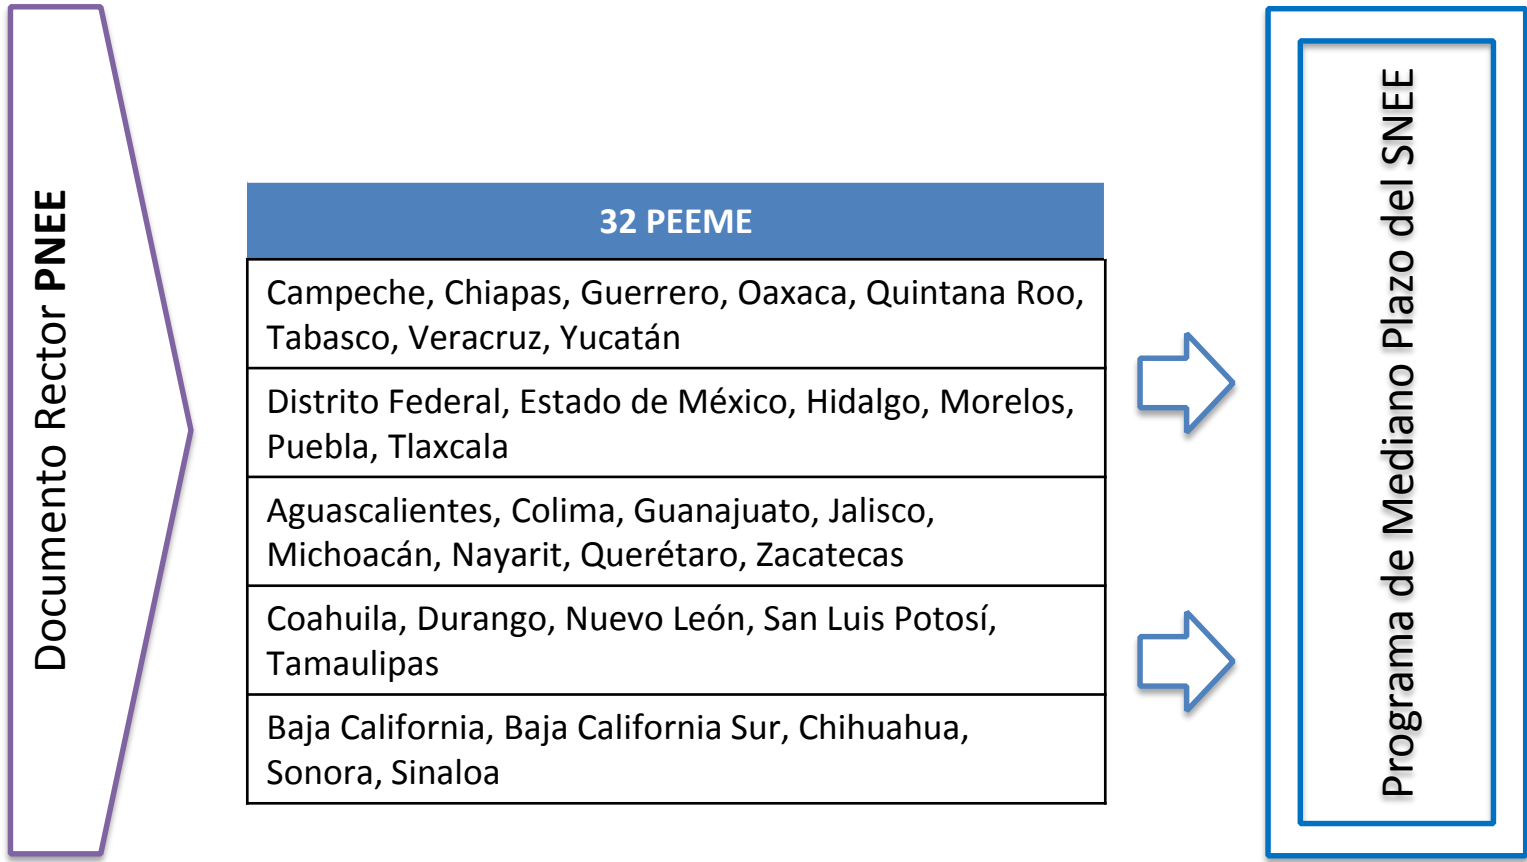 Documento Rector PNEE
32 PEEME
Campeche, Chiapas, Guerrero, Oaxaca, Quintana Roo,
Tabasco, Veracruz, Yucatán
Distrito Federal, Estado de México, Hidalgo, Morelos,
Puebla, Tlaxcala
Aguascalientes, Colima, Guanajuato, Jalisco,
Michoacán, Nayarit, Querétaro, Zacatecas
Coahuila, Durango, Nuevo León, San Luis Potosí,
Tamaulipas
Baja California, Baja California Sur, Chihuahua,
Sonora, Sinaloa
Programa de Mediano Plazo del SNEE